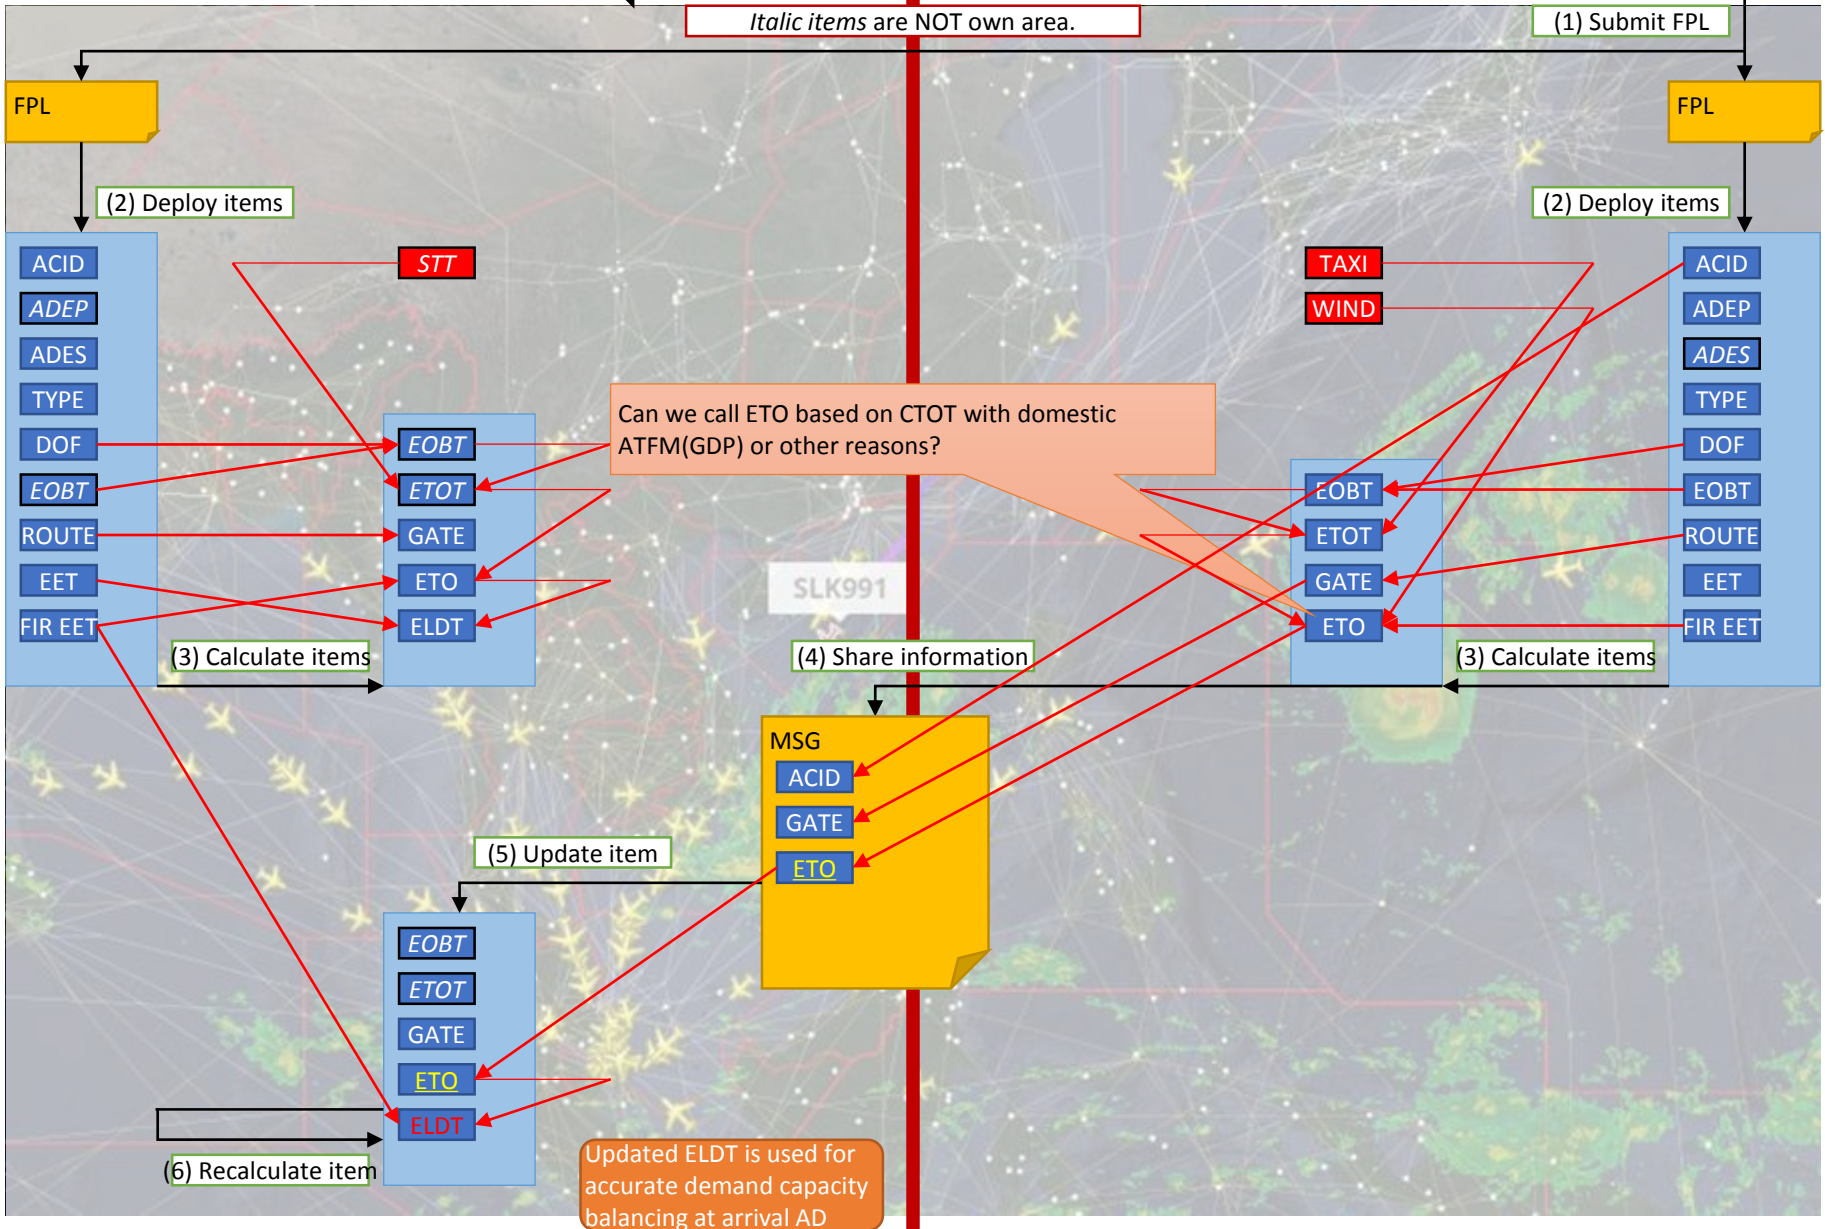 Italic items are NOT own area.
(1) Submit FPL
FPL
FPL
(2) Deploy items
(2) Deploy items
ACID
ADEP
ADES
TYPE
DOF
EOBT
ROUTE
EET
FIR EET
STT
EOBT
ETOT
GATE
ETO
ELDT
(3) Calculate items
Can we call ETO based on CTOT with domestic
ATFM(GDP) or other reasons?
SLK991
TAXI
WIND
EOBT
ETOT
GATE
ETO
ACID
ADEP
ADES
TYPE
DOF
EOBT
ROUTE
EET
FIR EET
(3) Calculate items
(4) Share information
MSG
ACID
GATE
ETO
(5) Update item
EOBT
ETOT
GATE
ETO
ELDT
(6) Recalculate item
Updated ELDT is used for
accurate demand capacity
balancing at arrival AD